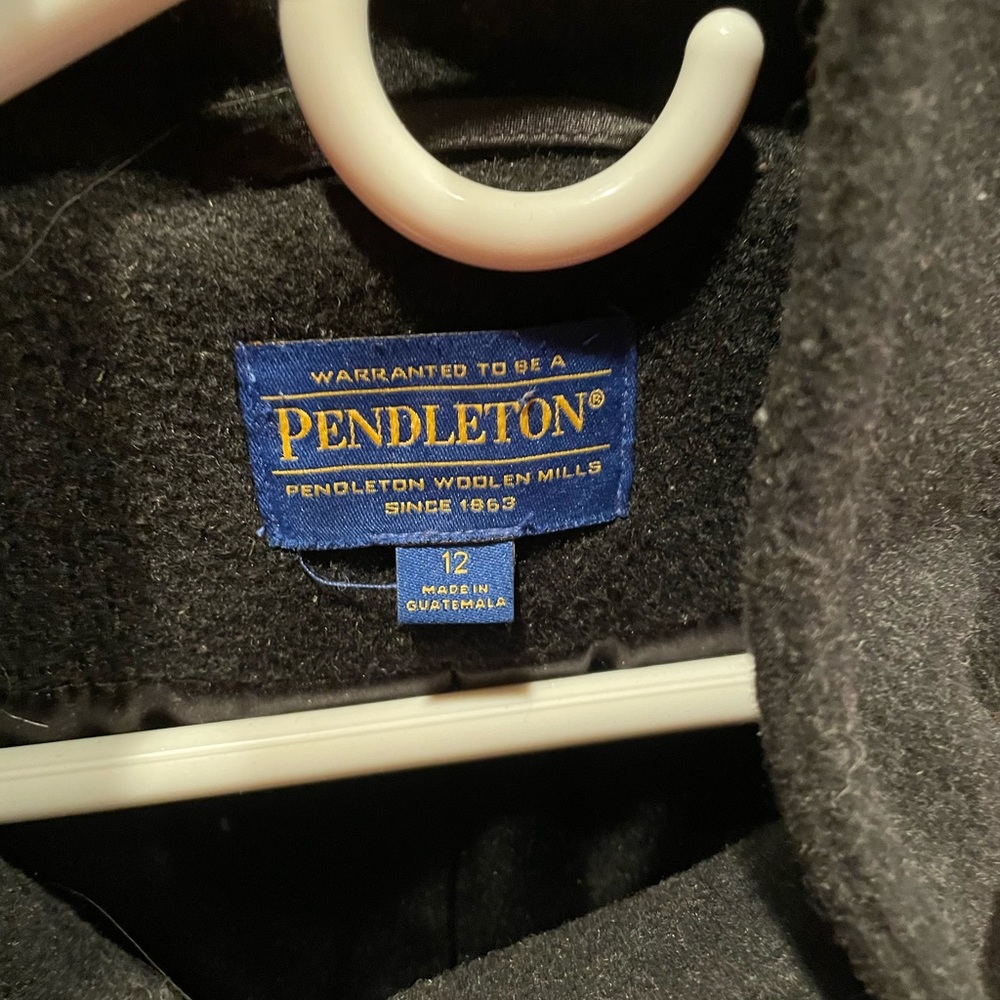 WARRANTED TO BE A
PENDLETON®
PENDLETON WOOLEN MILLS
SINCE 1863
12
MADE IN
GUATEMALA